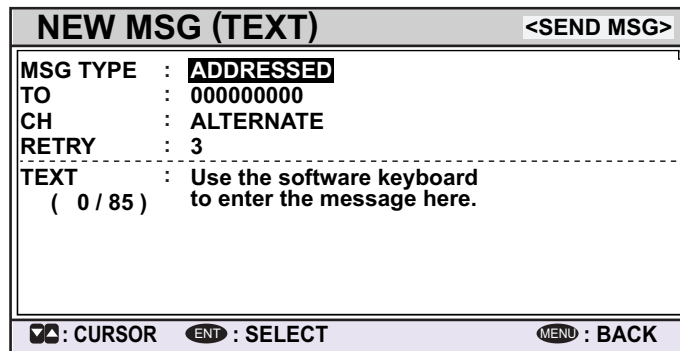 NEW MSG (TEXT) <SEND MSG>
MSG TYPE : ADDRESSED
TO : 000000000
CH : ALTERNATE
RETRY : 3
TEXT : Use the software keyboard
( 0 / 85 ) to enter the message here.
▼▲ : CURSOR ENT : SELECT MENU : BACK